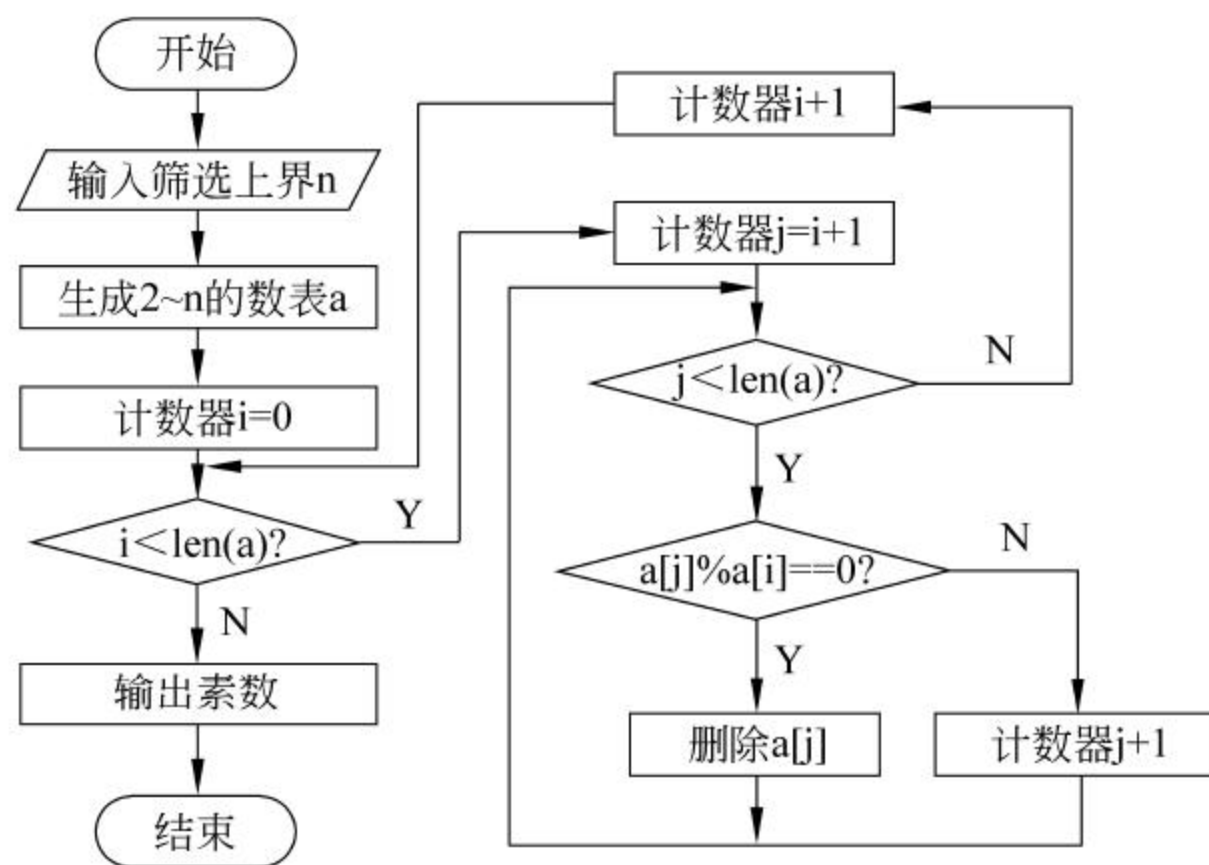 开始
输入筛选上界n
生成2~n的数表a
计数器i=0
i＜len(a)?
Y
N
输出素数
结束
计数器i+1
计数器j=i+1
j＜len(a)?
N
Y
a[j]%a[i]==0?
N
Y
删除a[j]
计数器j+1